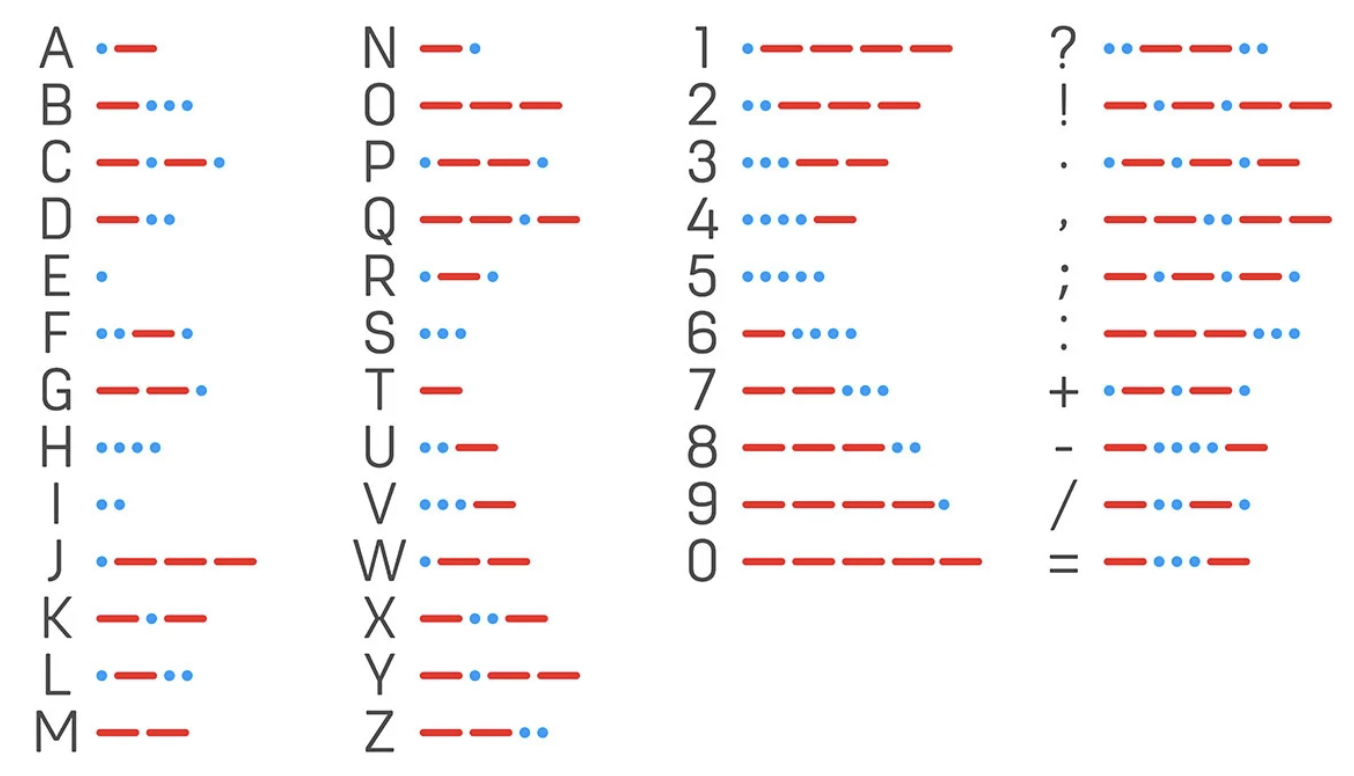 A •— N —• 1 •———— ? ••——••
B —••• O ——— 2 ••——— ! —•—•——
C —•—• P •——• 3 •••—— . •—•—•—
D —•• Q ——•— 4 ••••— , ——••——
E • R •—• 5 ••••• ; —•—•—•
F ••—• S ••• 6 —•••• : ———•••
G ——• T — 7 ——••• + •—•—•
H •••• U ••— 8 ———•• - —••••—
I •• V •••— 9 ————• / —••—•
J •——— W •—— 0 ————— = —•••—
K —•— X —••—
L •—•• Y —•——
M —— Z ——••